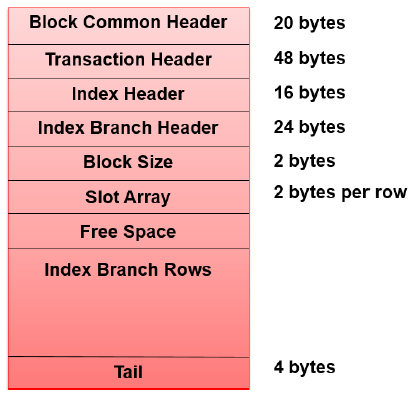 Block Common Header 20 bytes
Transaction Header 48 bytes
Index Header 16 bytes
Index Branch Header 24 bytes
Block Size 2 bytes
Slot Array 2 bytes per row
Free Space
Index Branch Rows
Tail 4 bytes